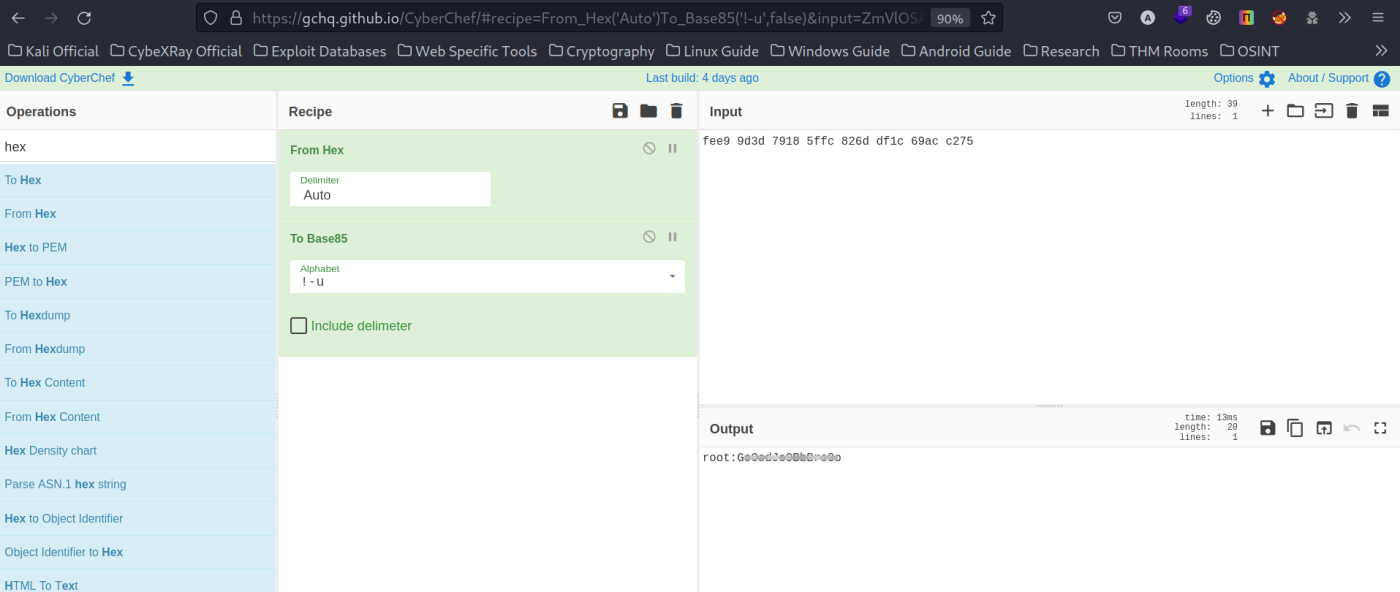 https://gchq.github.io/CyberChef/#recipe=From_Hex('Auto')To_Base85('!-u',false)&input=ZmVlOS 90% 6
Kali Official CybeXRay Official Exploit Databases Web Specific Tools Cryptography Linux Guide Windows Guide Android Guide Research THM Rooms OSINT
Download CyberChef Last build: 4 days ago Options About / Support
Operations
hex
To Hex
From Hex
Hex to PEM
PEM to Hex
To Hexdump
From Hexdump
To Hex Content
From Hex Content
Hex Density chart
Parse ASN.1 hex string
Hex to Object Identifier
Object Identifier to Hex
HTML To Text
Recipe
From Hex
Delimiter
Auto
To Base85
Alphabet
!-u
Include delimeter
Input
length: 39
lines: 1
fee9 9d3d 7918 5ffc 826d df1c 69ac c275
Output
time: 13ms
length: 20
lines: 1